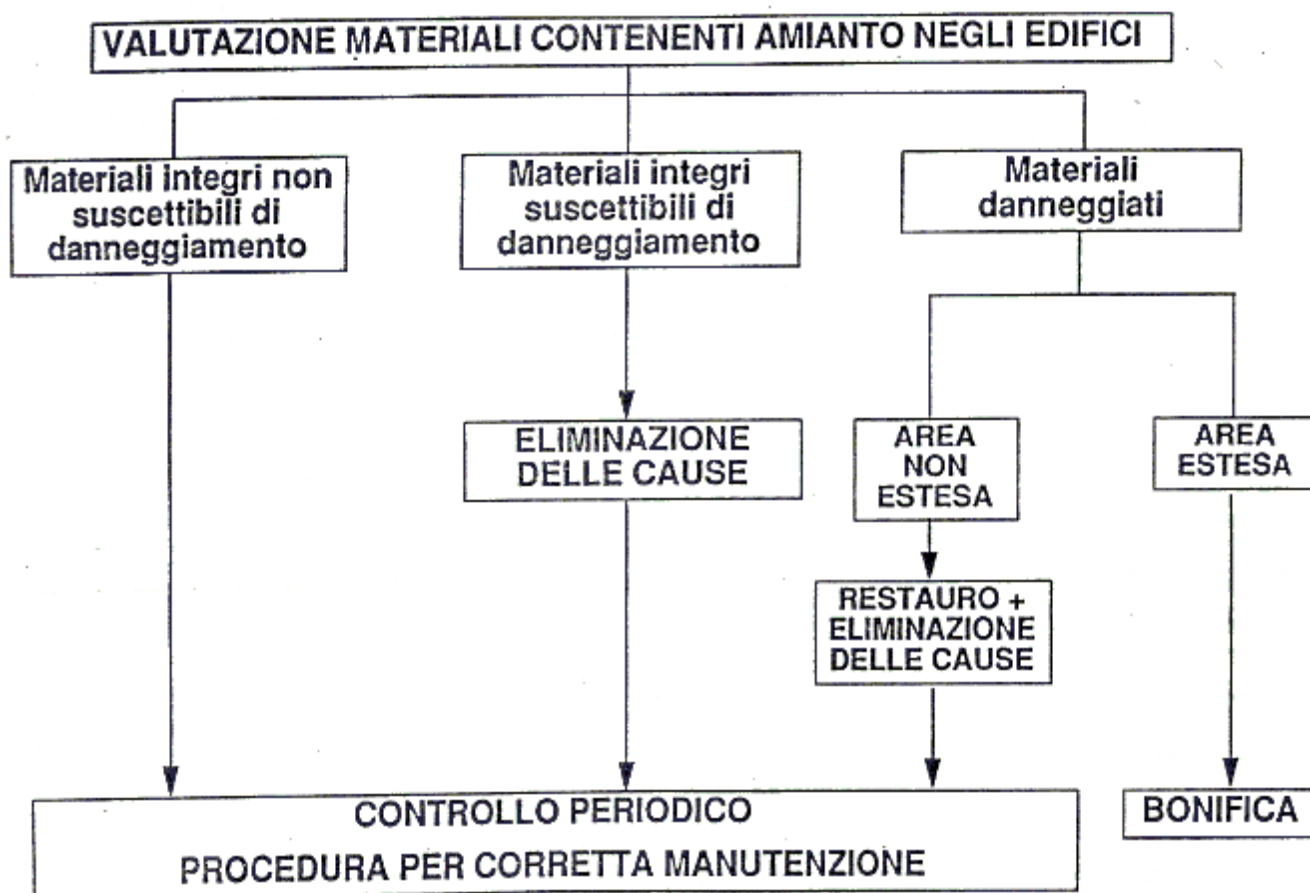 VALUTAZIONE MATERIALI CONTENENTI AMIANTO NEGLI EDIFICI
Materiali integri non
suscettibili di
danneggiamento
Materiali integri
suscettibili di
danneggiamento
Materiali
danneggiati
ELIMINAZIONE
DELLE CAUSE
AREA
NON
ESTESA
AREA
ESTESA
RESTAURO +
ELIMINAZIONE
DELLE CAUSE
CONTROLLO PERIODICO
PROCEDURA PER CORRETTA MANUTENZIONE
BONIFICA